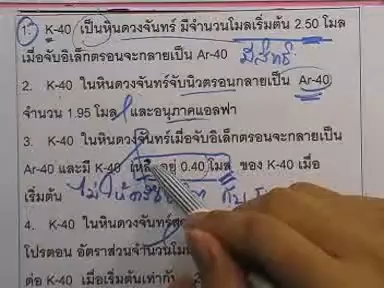 1. K-40 เป็นหินดวงจันทร์ มีจำนวนโมลเริ่มต้น 2.50 โมล
เมื่อจับอิเล็กตรอนจะกลายเป็น Ar-40 มีสิทธิ์
2. K-40 ในหินดวงจันทร์จับนิวตรอนกลายเป็น Ar-40
จำนวน 1.95 โมล และอนุภาคแอลฟา
3. K-40 ในหินดวงจันทร์เมื่อจับอิเล็กตรอนจะกลายเป็น
Ar-40 และมี K-40 เหลืออยู่ 0.40 โมล ของ K-40 เมื่อ
เริ่มต้น ไม่ให้
4. K-40 ในหินดวงจันทร์
โปรตอน อัตราส่วนจำนวนโม
ต่อ K-40 เมื่อเริ่มต้นเท่ากับ